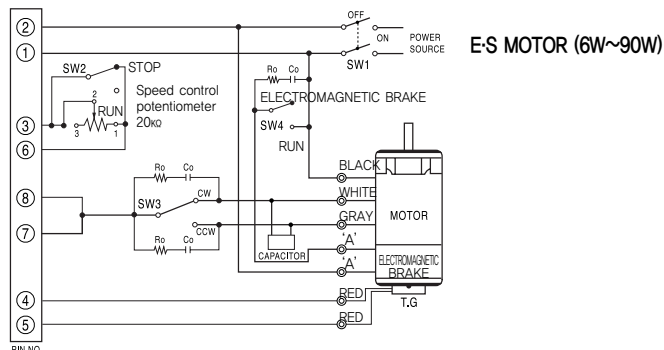 E·S MOTOR (6W~90W)
OFF
ON
POWER
SOURCE
SW1
2
1
SW2
STOP
Speed control
potentiometer
20KΩ
2
RUN
3
1
3
6
Ro Co
ELECTROMAGNETIC BRAKE
SW4
RUN
BLACK
WHITE
GRAY
'A'
'A'
RED
RED
MOTOR
ELECTROMAGNETIC
BRAKE
T.G
8
7
Ro Co
CW
SW3
CCW
Ro Co
CAPACITOR
4
5
PIN NO